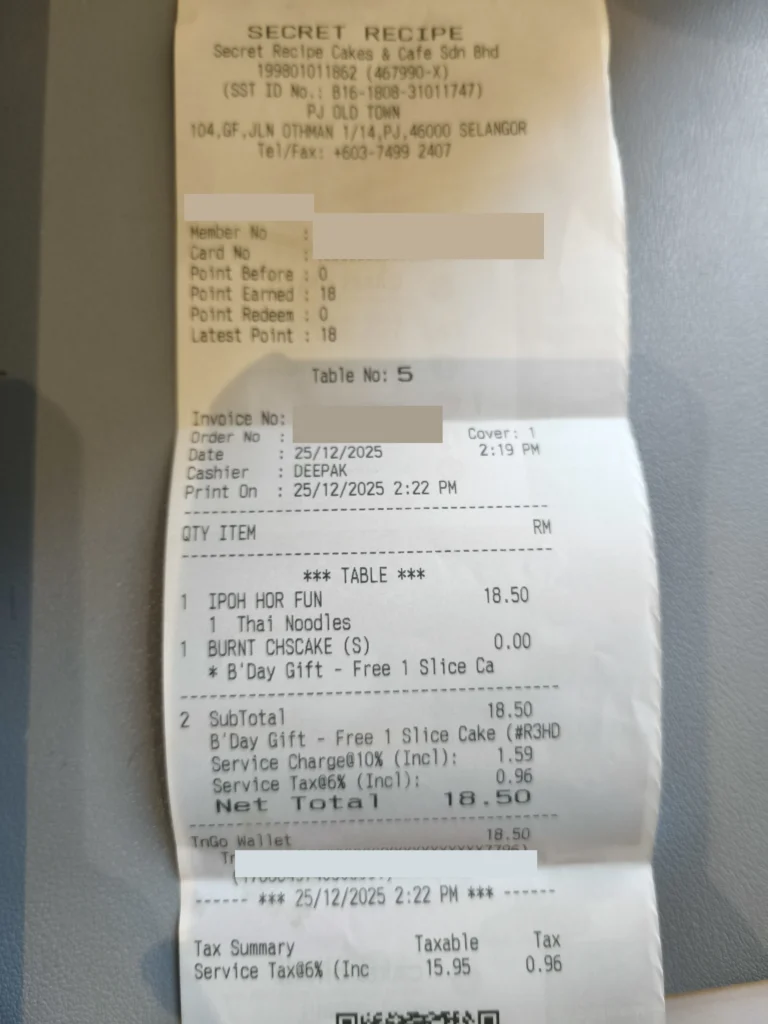 SECRET RECIPE
Secret Recipe Cakes & Cafe Sdn Bhd
199801011862 (467990-X)
(SST ID No.: B16-1808-31011747)
PJ OLD TOWN
104,GF,JLN OTHMAN 1/14,PJ,46000 SELANGOR
Tel/Fax: +603-7499 2407
Member No :
Card No :
Point Before : 0
Point Earned : 18
Point Redeem : 0
Latest Point : 18
Table No: 5
Invoice No:
Order No : Cover: 1
Date : 25/12/2025 2:19 PM
Cashier : DEEPAK
Print On : 25/12/2025 2:22 PM
QTY ITEM RM
*** TABLE ***
1 IPOH HOR FUN 18.50
1 Thai Noodles
1 BURNT CHSCAKE (S) 0.00
* B'Day Gift - Free 1 Slice Ca
2 SubTotal 18.50
B'Day Gift - Free 1 Slice Cake (#R3HD
Service Charge@10% (Incl): 1.59
Service Tax@6% (Incl): 0.96
Net Total 18.50
TnGo Wallet 18.50
------ *** 25/12/2025 2:22 PM *** ------
Tax Summary Taxable Tax
Service Tax@6% (Inc 15.95 0.96